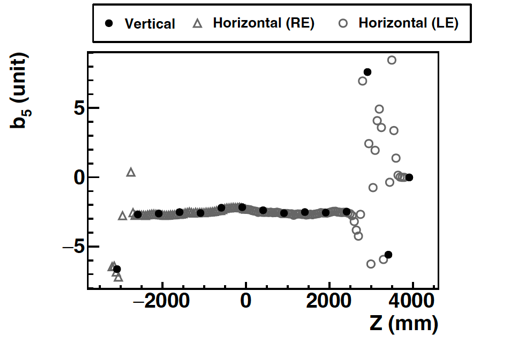 Vertical Horizontal (RE) Horizontal (LE)
b5 (unit)
5
0
−5
−2000 0 2000 4000
Z (mm)